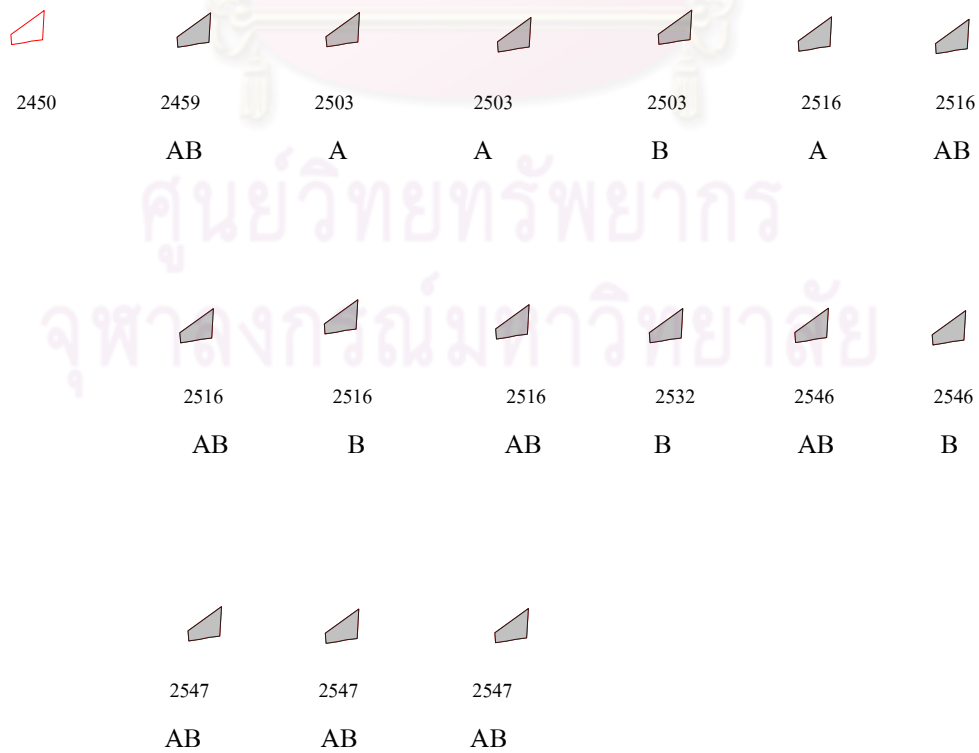 2450 2459 2503 2503 2503 2516 2516
AB A A B A AB
ศูนย์วิทยทรัพยากร
จุฬาลงกรณ์มหาวิทยาลัย
2516 2516 2516 2532 2546 2546
AB B AB B AB B
2547 2547 2547
AB AB AB